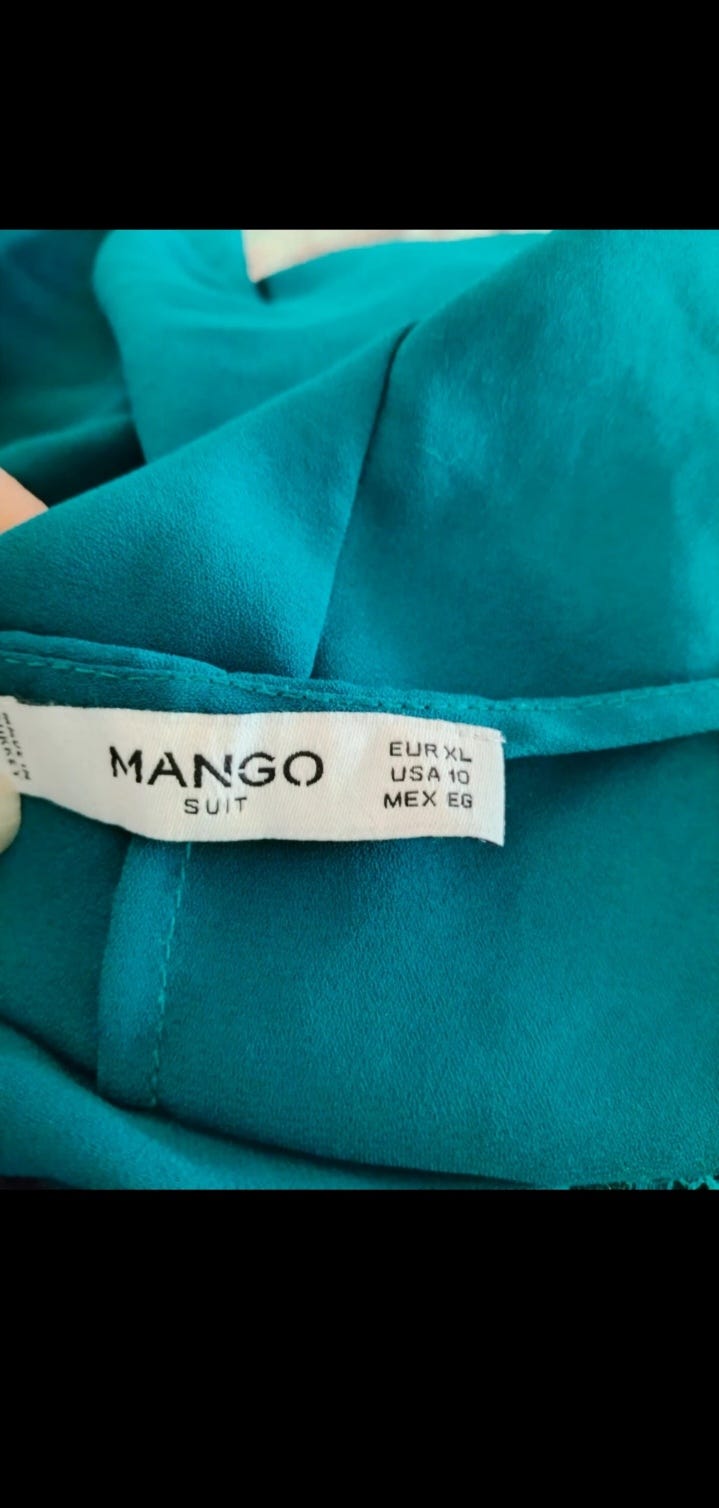 MANGO
SUIT
EUR XL
USA 10
MEX EG